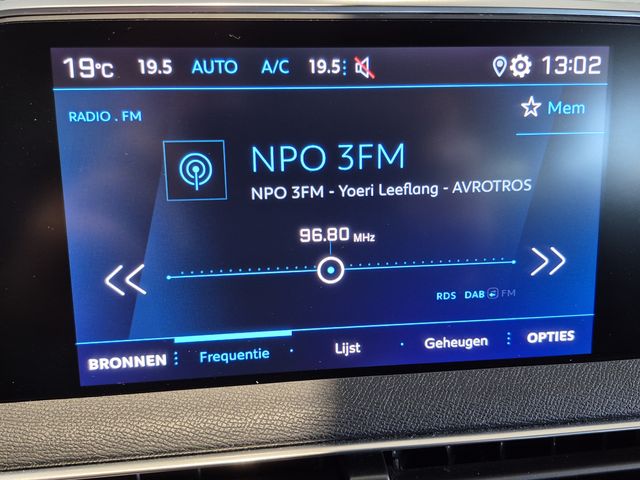 19°C 19.5 AUTO A/C 19.5 13:02
RADIO . FM
Mem
NPO 3FM
NPO 3FM - Yoeri Leeflang - AVROTROS
96.80 MHz
RDS DAB FM
BRONNEN Frequentie Lijst Geheugen OPTIES